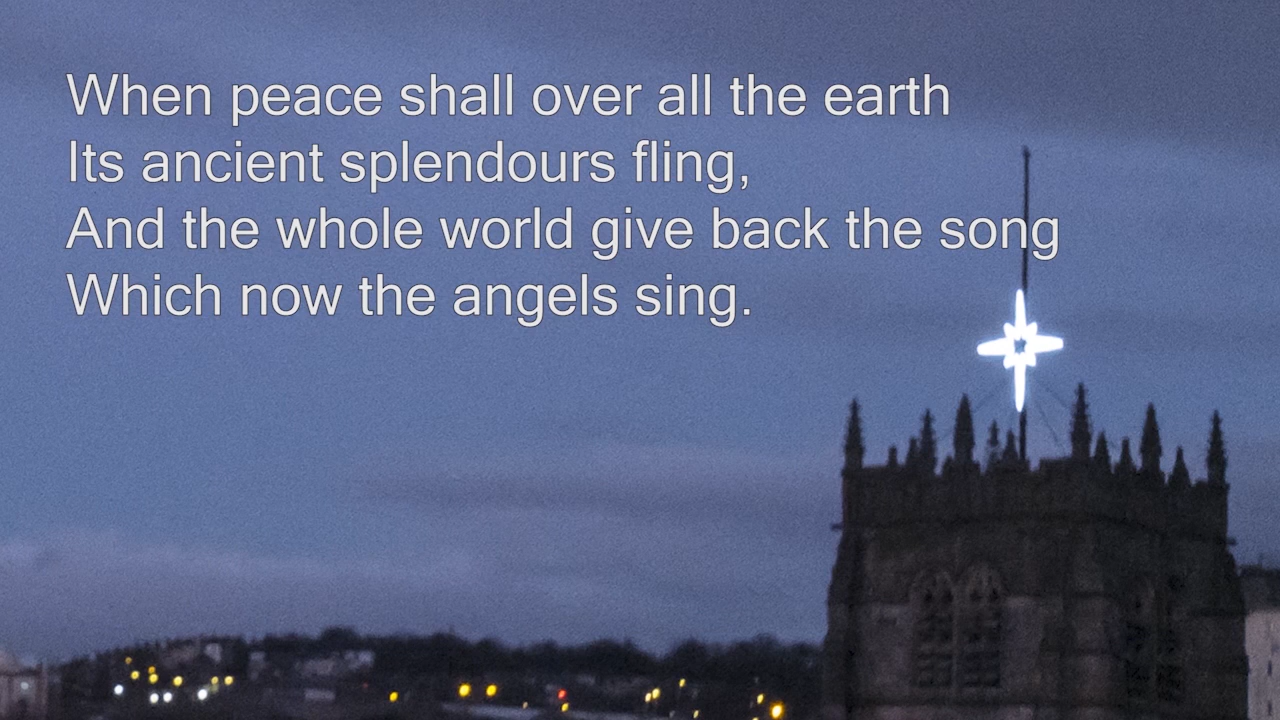 When peace shall over all the earth
Its ancient splendours fling,
And the whole world give back the song
Which now the angels sing.